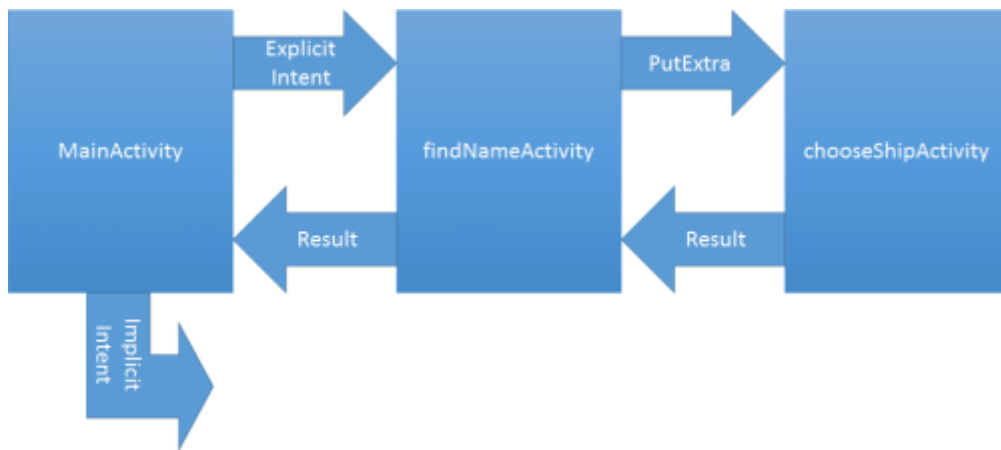 Explicit
Intent
PutExtra
MainActivity
findNameActivity
chooseShipActivity
Result
Result
Implicit
Intent